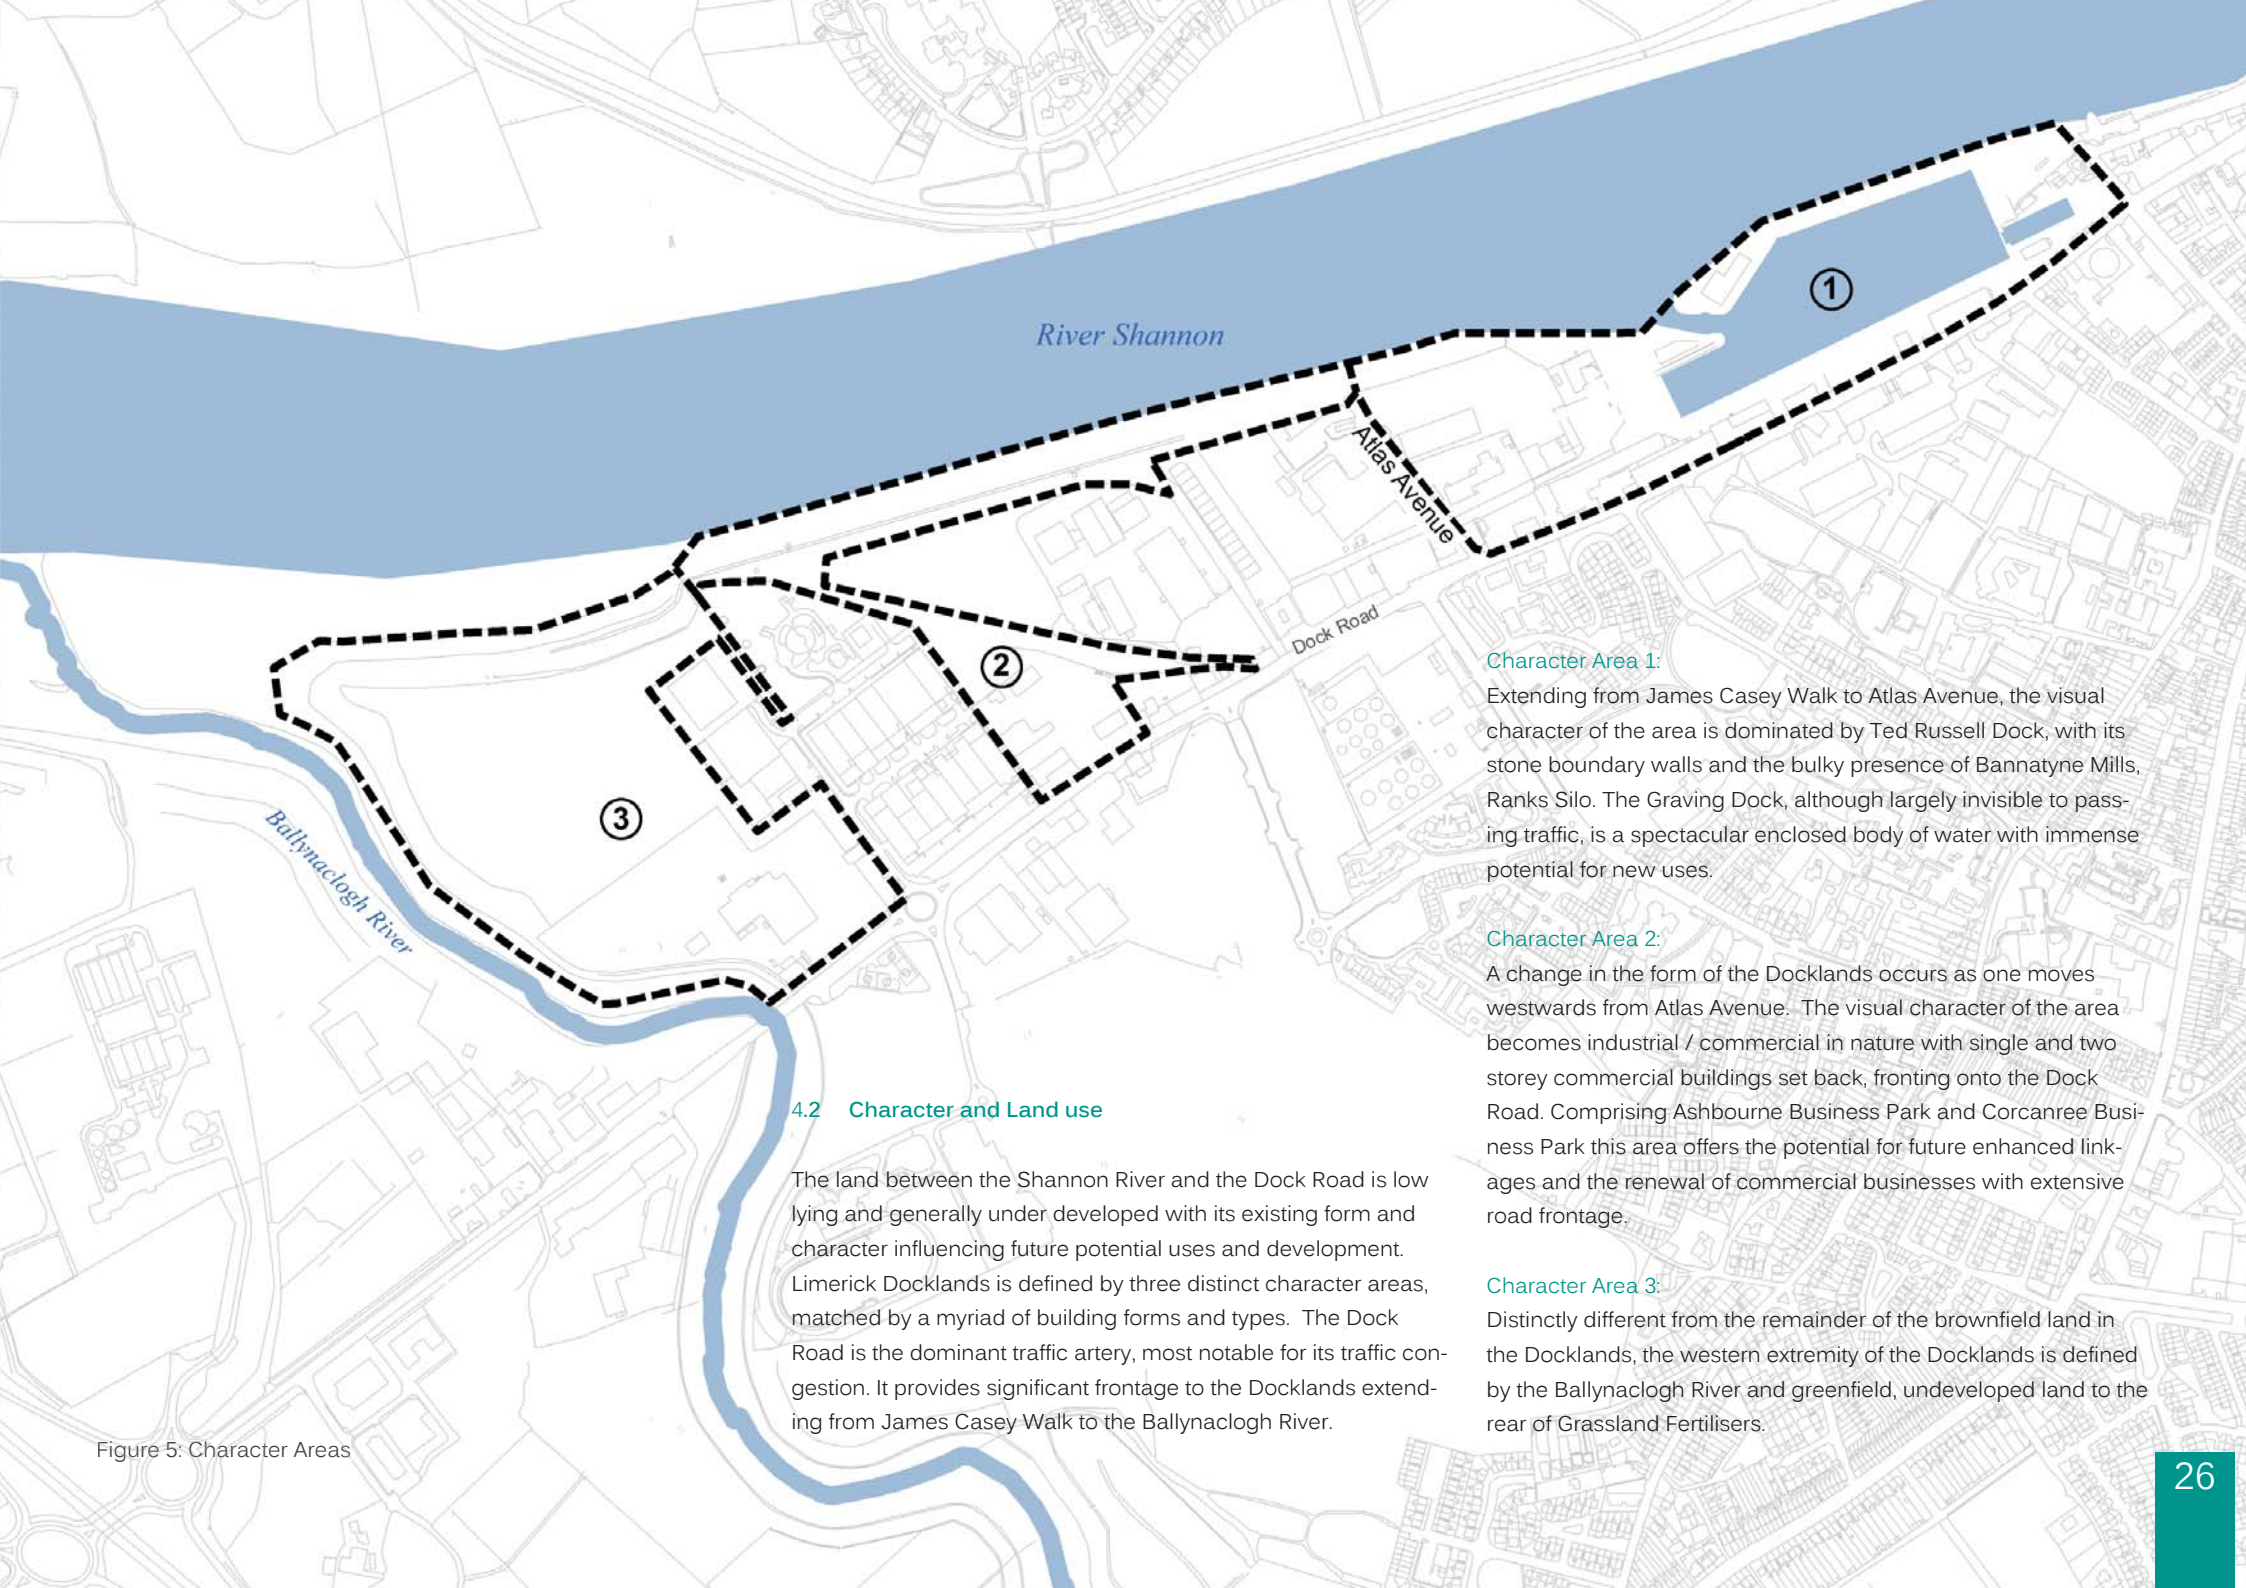 River Shannon
1
Atlas Avenue
Dock Road
2
3
Ballynaclogh River
4.2 Character and Land use
The land between the Shannon River and the Dock Road is low
lying and generally under developed with its existing form and
character influencing future potential uses and development.
Limerick Docklands is defined by three distinct character areas,
matched by a myriad of building forms and types. The Dock
Road is the dominant traffic artery, most notable for its traffic con-
gestion. It provides significant frontage to the Docklands extend-
ing from James Casey Walk to the Ballynaclogh River.
Character Area 1:
Extending from James Casey Walk to Atlas Avenue, the visual
character of the area is dominated by Ted Russell Dock, with its
stone boundary walls and the bulky presence of Bannatyne Mills,
Ranks Silo. The Graving Dock, although largely invisible to pass-
ing traffic, is a spectacular enclosed body of water with immense
potential for new uses.
Character Area 2:
A change in the form of the Docklands occurs as one moves
westwards from Atlas Avenue. The visual character of the area
becomes industrial / commercial in nature with single and two
storey commercial buildings set back, fronting onto the Dock
Road. Comprising Ashbourne Business Park and Corcanree Busi-
ness Park this area offers the potential for future enhanced link-
ages and the renewal of commercial businesses with extensive
road frontage.
Character Area 3:
Distinctly different from the remainder of the brownfield land in
the Docklands, the western extremity of the Docklands is defined
by the Ballynaclogh River and greenfield, undeveloped land to the
rear of Grassland Fertilisers.
Figure 5: Character Areas
26